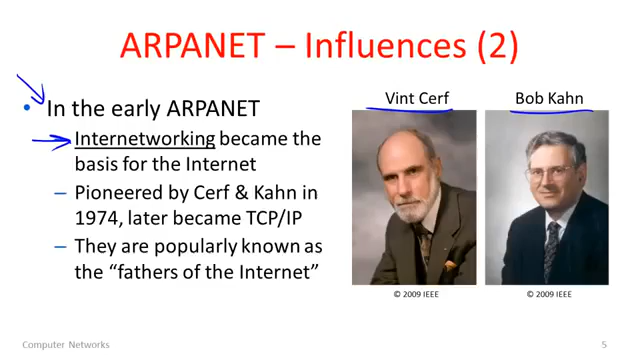 ARPANET – Influences (2)
• In the early ARPANET
Internetworking became the
basis for the Internet
– Pioneered by Cerf & Kahn in
1974, later became TCP/IP
– They are popularly known as
the “fathers of the Internet”
Vint Cerf
Bob Kahn
© 2009 IEEE
© 2009 IEEE
Computer Networks
5